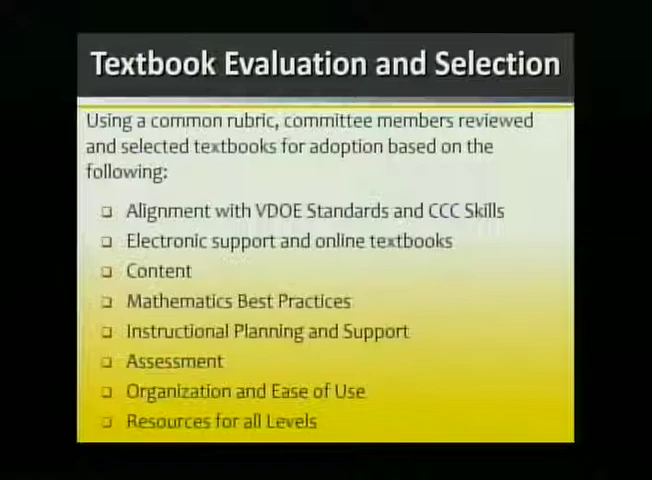 Textbook Evaluation and Selection
Using a common rubric, committee members reviewed
and selected textbooks for adoption based on the
following:
Alignment with VDOE Standards and CCC Skills
Electronic support and online textbooks
Content
Mathematics Best Practices
Instructional Planning and Support
Assessment
Organization and Ease of Use
Resources for all Levels